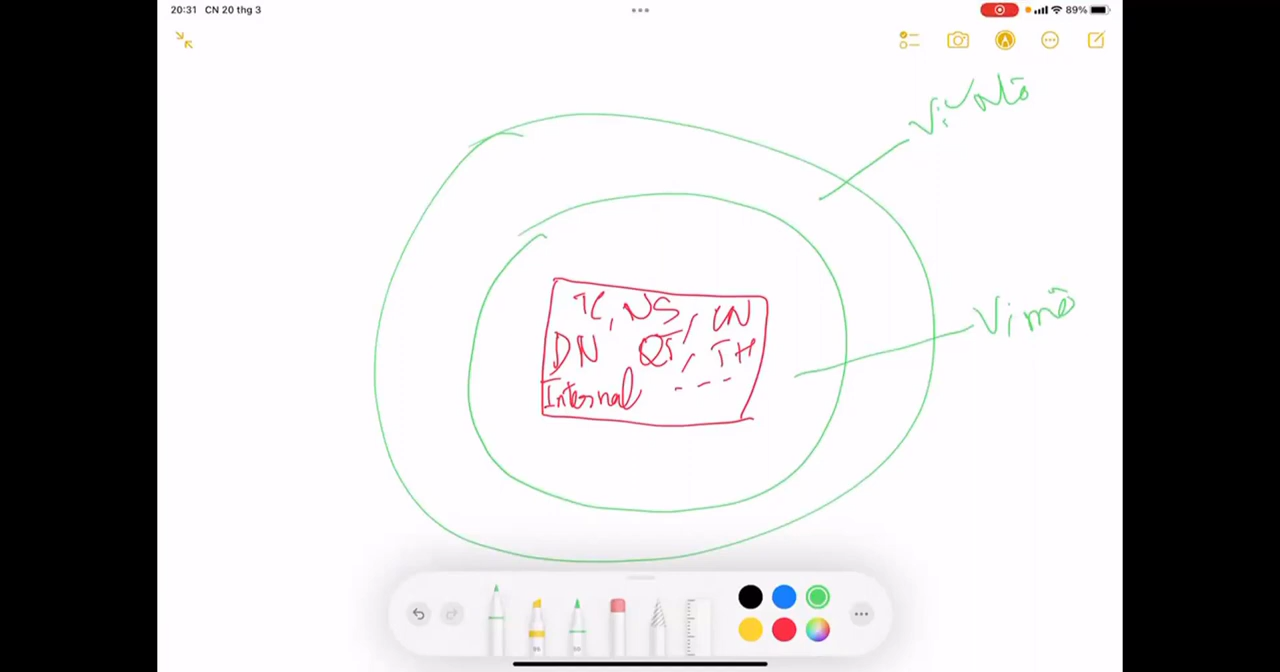 20:31 CN 20 thg 3
89%
Vĩ Mô
Vi mô
TC, NS, CN
DN QT, TH
Internal ---